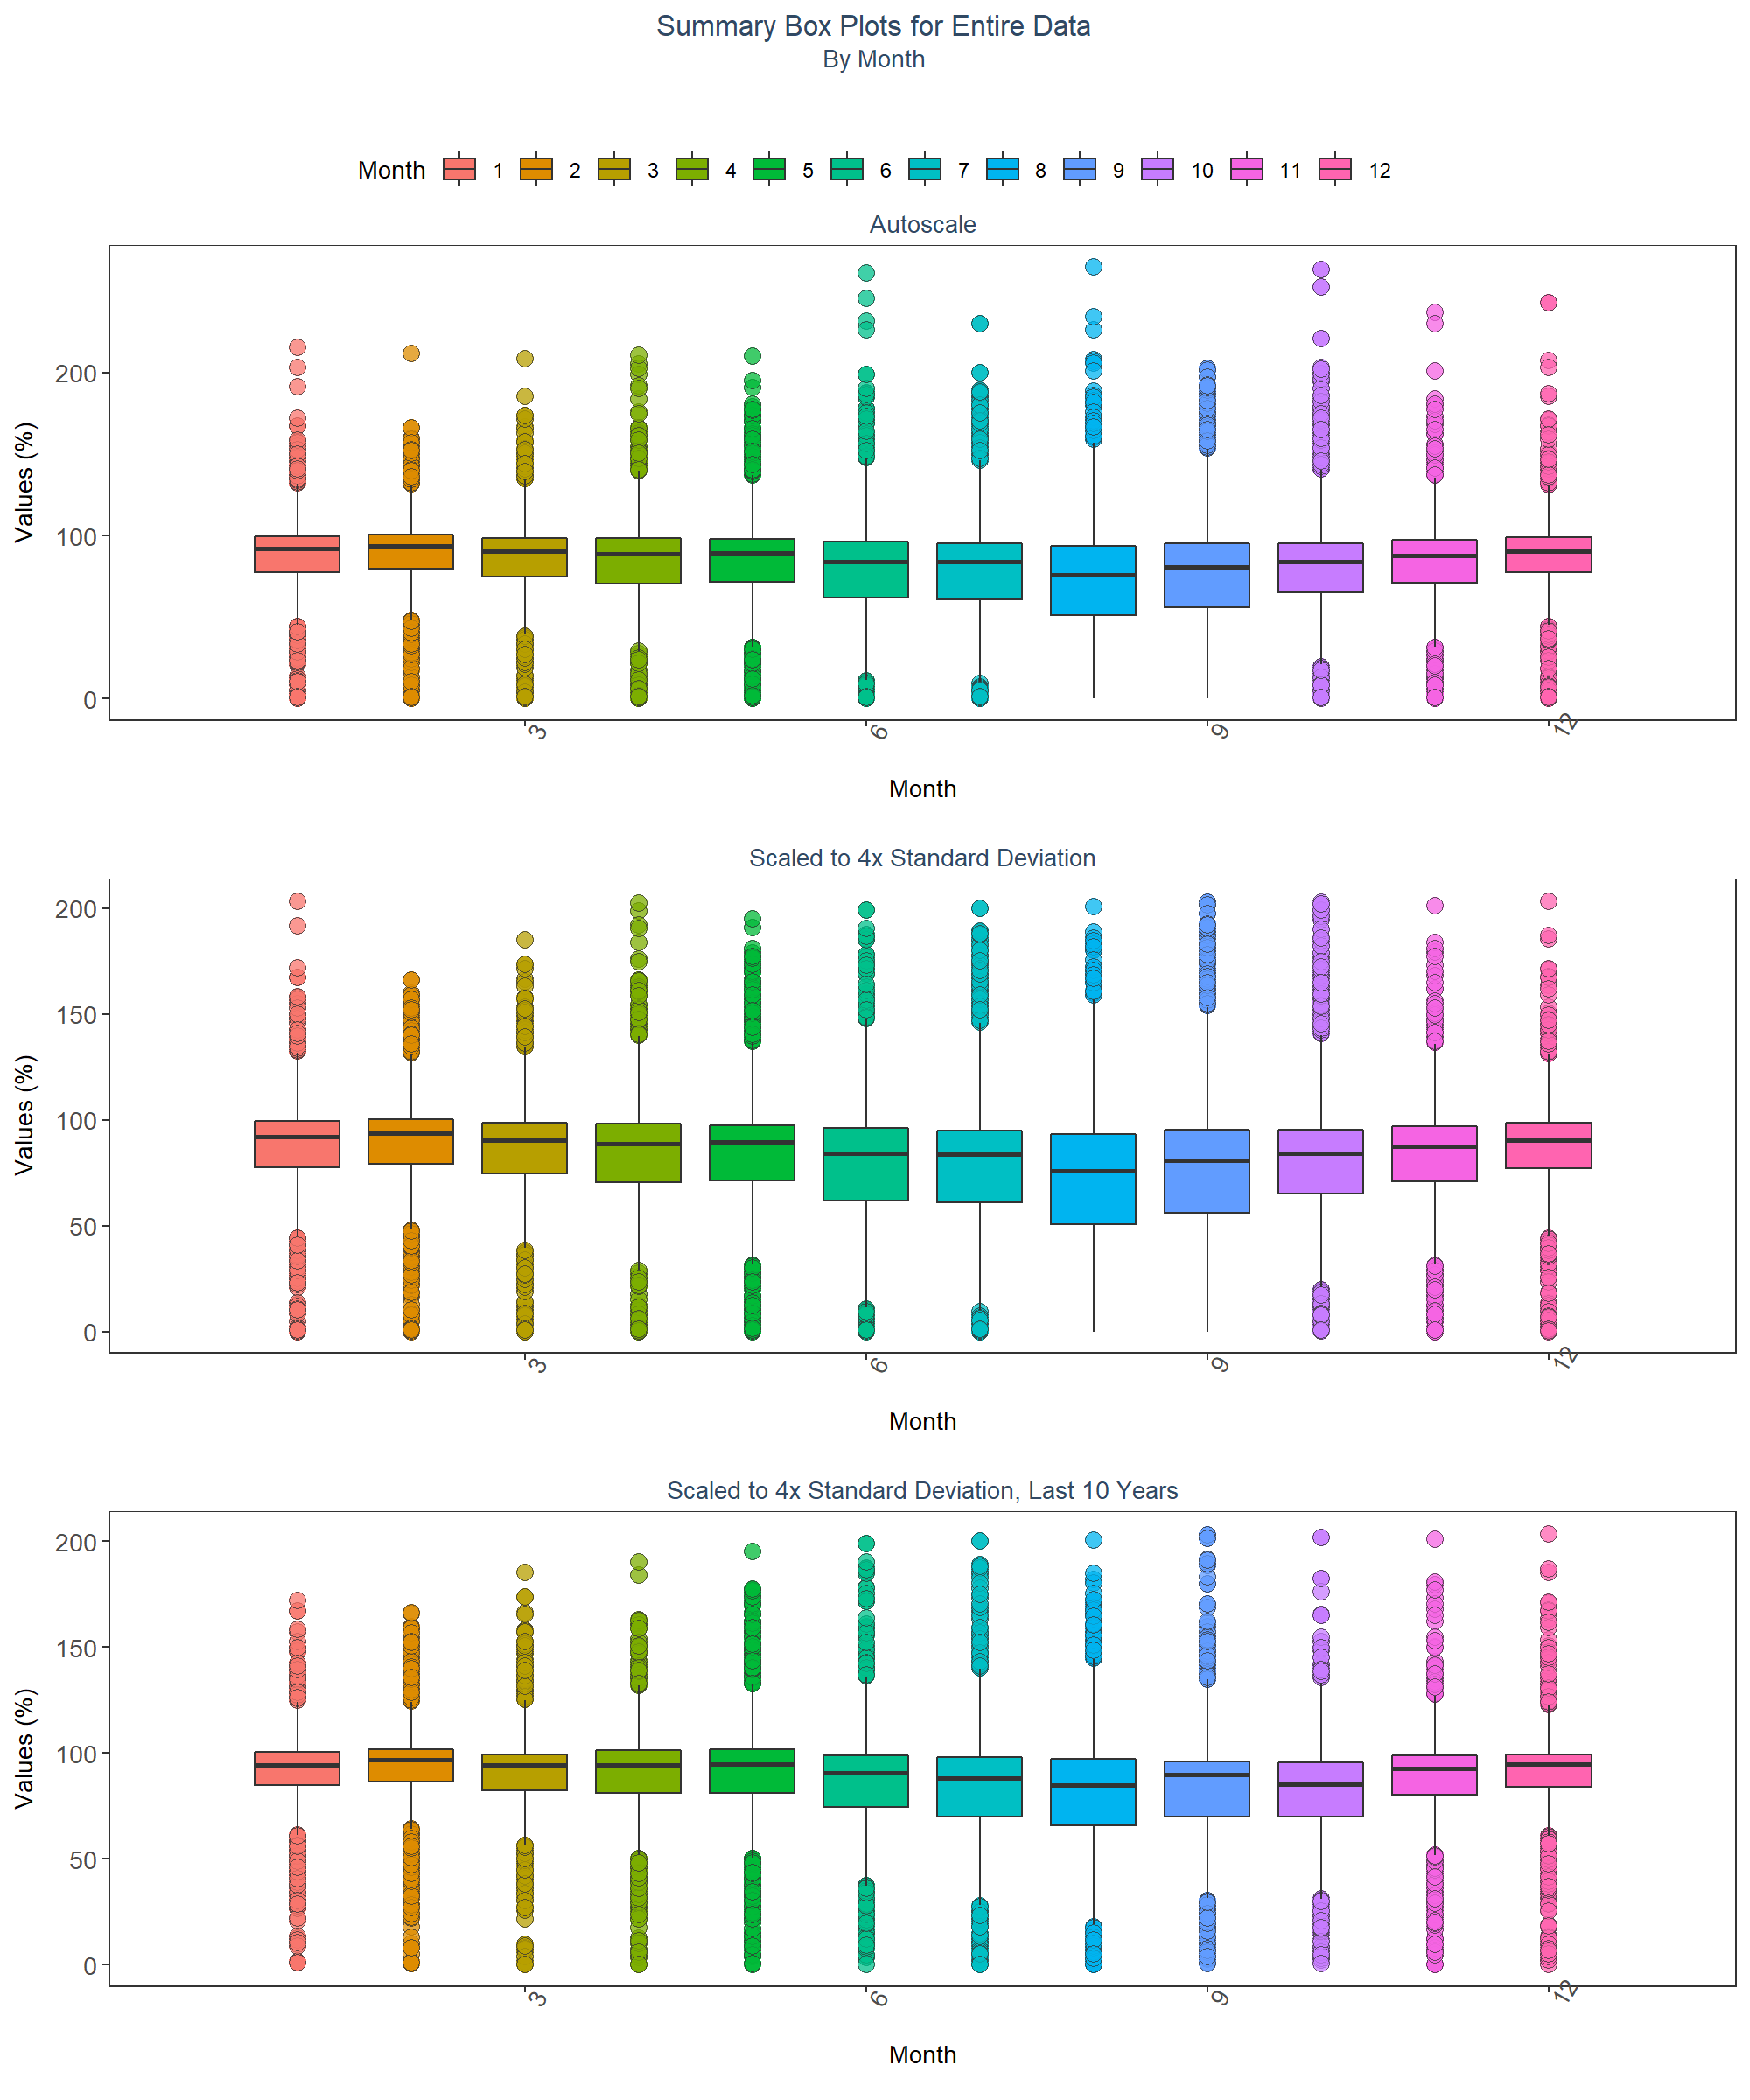 Summary Box Plots for Entire Data
By Month
Month 1 2 3 4 5 6 7 8 9 10 11 12
Autoscale
Values (%)
200
100
0
3 6 9 12
Month
Scaled to 4x Standard Deviation
Values (%)
200
150
100
50
0
3 6 9 12
Month
Scaled to 4x Standard Deviation, Last 10 Years
Values (%)
200
150
100
50
0
3 6 9 12
Month